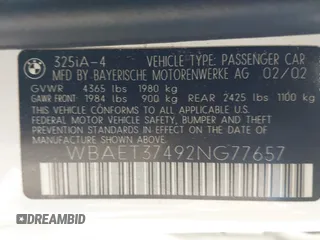 325iA-4 VEHICLE TYPE: PASSENGER CAR
MFD BY BAYERISCHE MOTORENWERKE AG 02/02
GVWR 4365 lbs 1980 kg
GAWR FRONT 1984 lbs 900 kg REAR 2425 lbs 1100 kg
THIS VEHICLE CONFORMS TO ALL APPLICABLE
FEDERAL MOTOR VEHICLE SAFETY, BUMPER,
AND THEFT PREVENTION STANDARDS IN EFFECT ON THE
DATE OF MANUFACTURE SHOWN ABOVE.
WBAET37492NG77657
DREAMBID